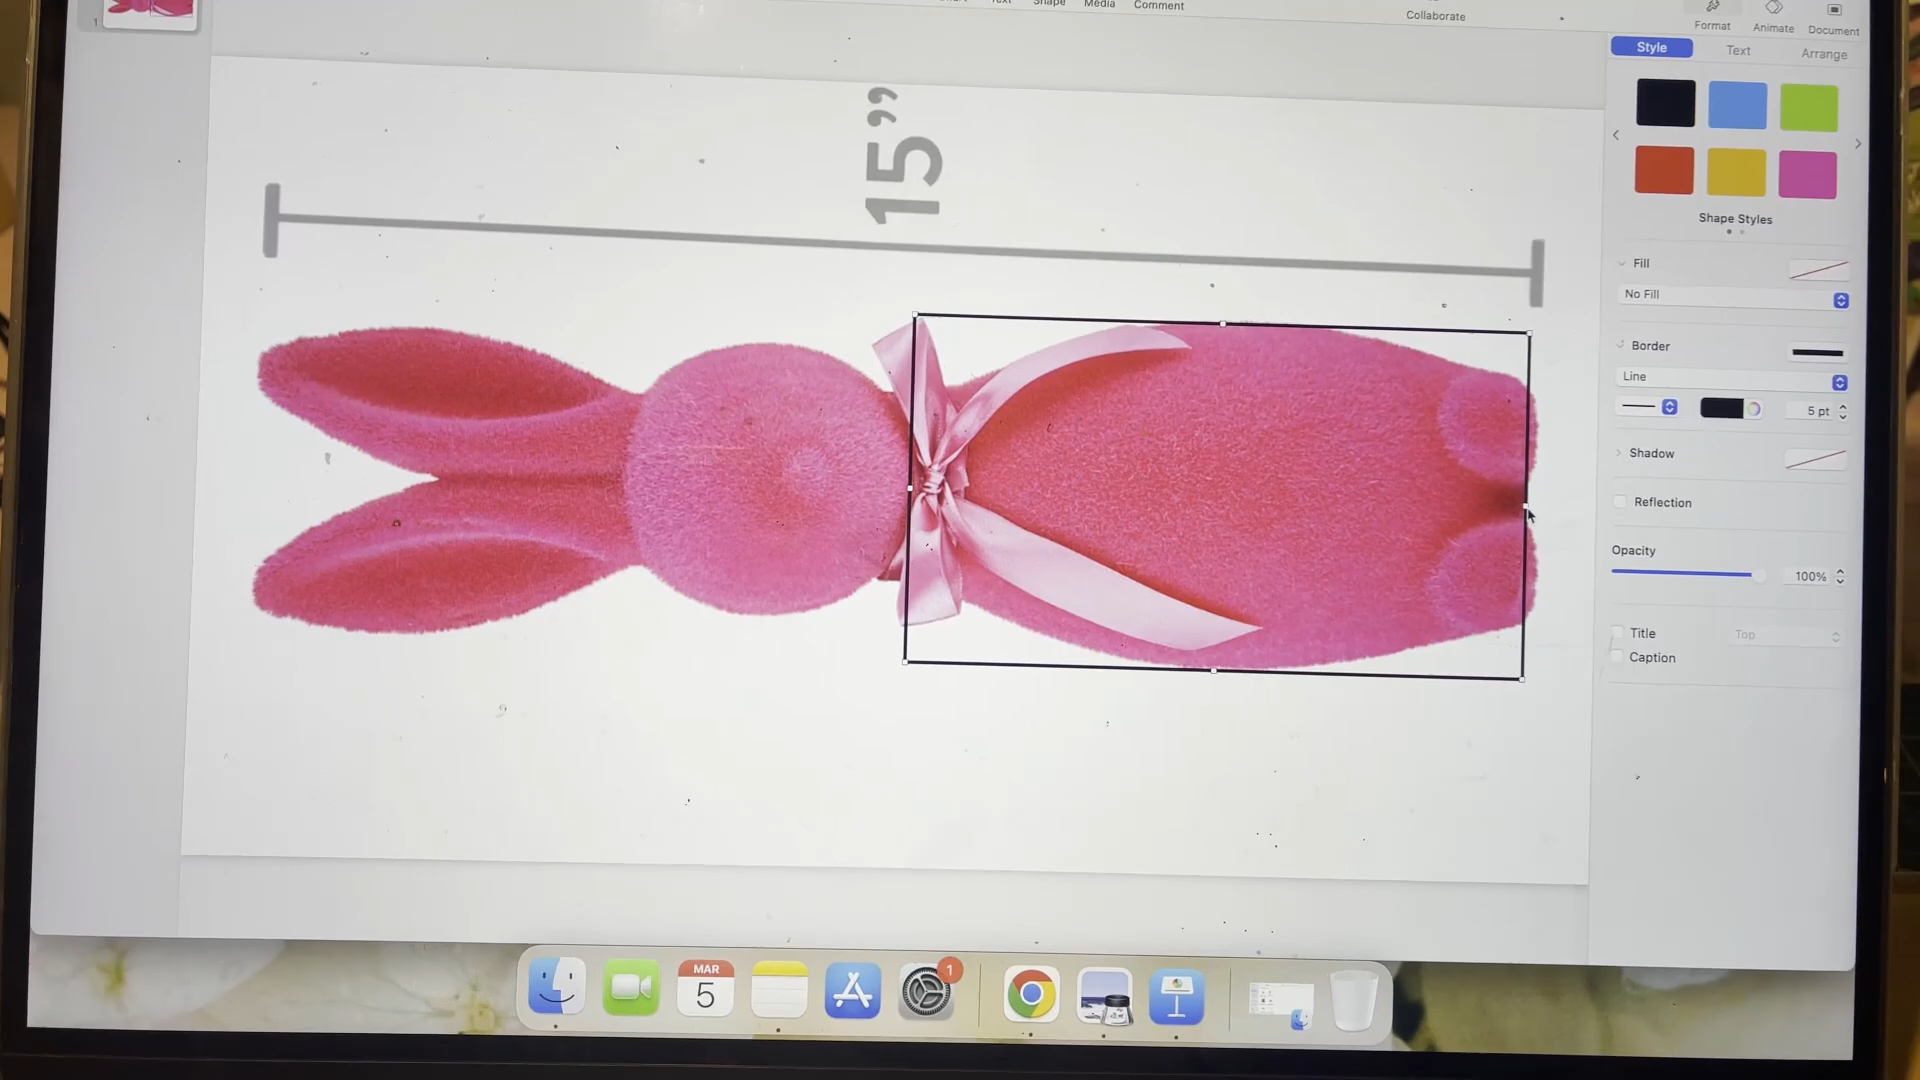 Shape
Media
Comment
Collaborate
Format
Animate
Document
1
Style
Text
Arrange
15”
Shape Styles
Fill
No Fill
Border
Line
5 pt
Shadow
Reflection
Opacity
100%
Title
Top
Caption
MAR
5
1